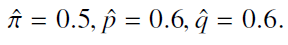 π̂ = 0.5, p̂ = 0.6, q̂ = 0.6.